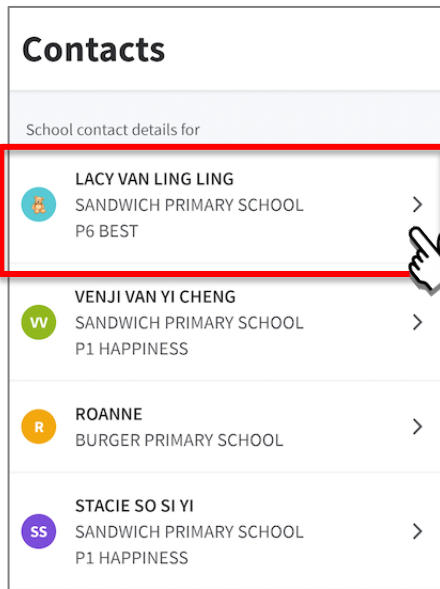 Contacts
School contact details for
LACY VAN LING LING
SANDWICH PRIMARY SCHOOL
P6 BEST
VV
VENJI VAN YI CHENG
SANDWICH PRIMARY SCHOOL
P1 HAPPINESS
R
ROANNE
BURGER PRIMARY SCHOOL
SS
STACIE SO SI YI
SANDWICH PRIMARY SCHOOL
P1 HAPPINESS